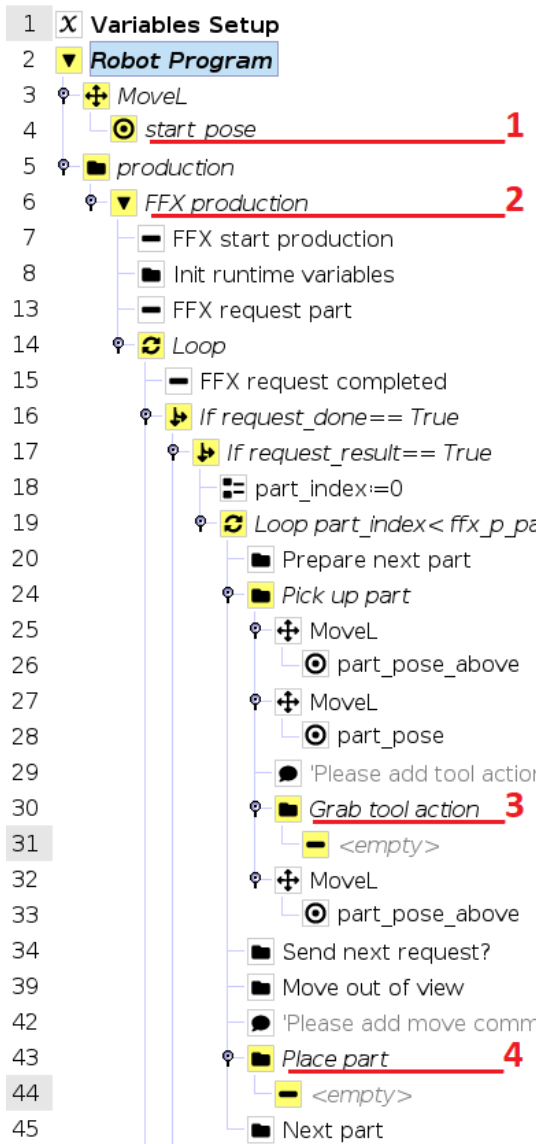 1 X Variables Setup
2 Robot Program
3 MoveL
4 start_pose 1
5 production
6 FFX production 2
7 FFX start production
8 Init runtime variables
13 FFX request part
14 Loop
15 FFX request completed
16 If request_done== True
17 If request_result== True
18 part_index:=0
19 Loop part_index<ffx_p_pa
20 Prepare next part
24 Pick up part
25 MoveL
26 part_pose_above
27 MoveL
28 part_pose
29 'Please add tool action
30 Grab tool action 3
31 <empty>
32 MoveL
33 part_pose_above
34 Send next request?
39 Move out of view
42 'Please add move comm
43 Place part 4
44 <empty>
45 Next part